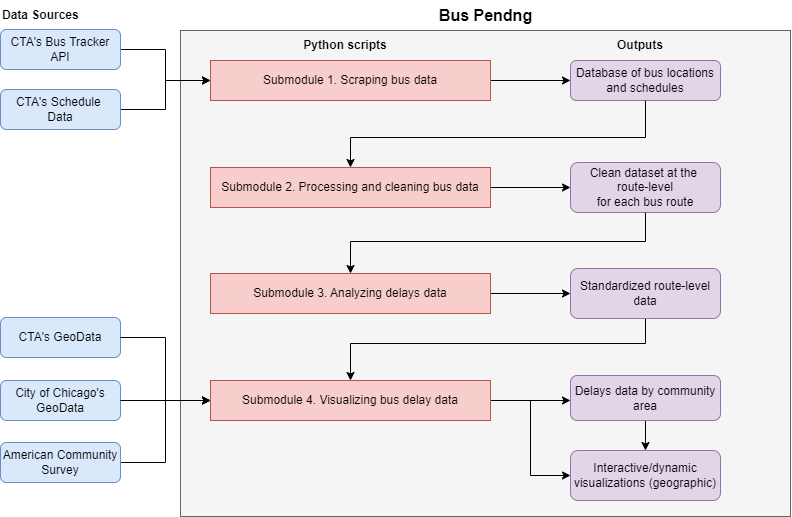 Data Sources
Bus Pendng
Python scripts
Outputs
CTA's Bus Tracker
API
CTA's Schedule
Data
Submodule 1. Scraping bus data
Database of bus locations
and schedules
Submodule 2. Processing and cleaning bus data
Clean dataset at the
route-level
for each bus route
Submodule 3. Analyzing delays data
Standardized route-level
data
CTA's GeoData
City of Chicago's
GeoData
American Community
Survey
Submodule 4. Visualizing bus delay data
Delays data by community
area
Interactive/dynamic
visualizations (geographic)